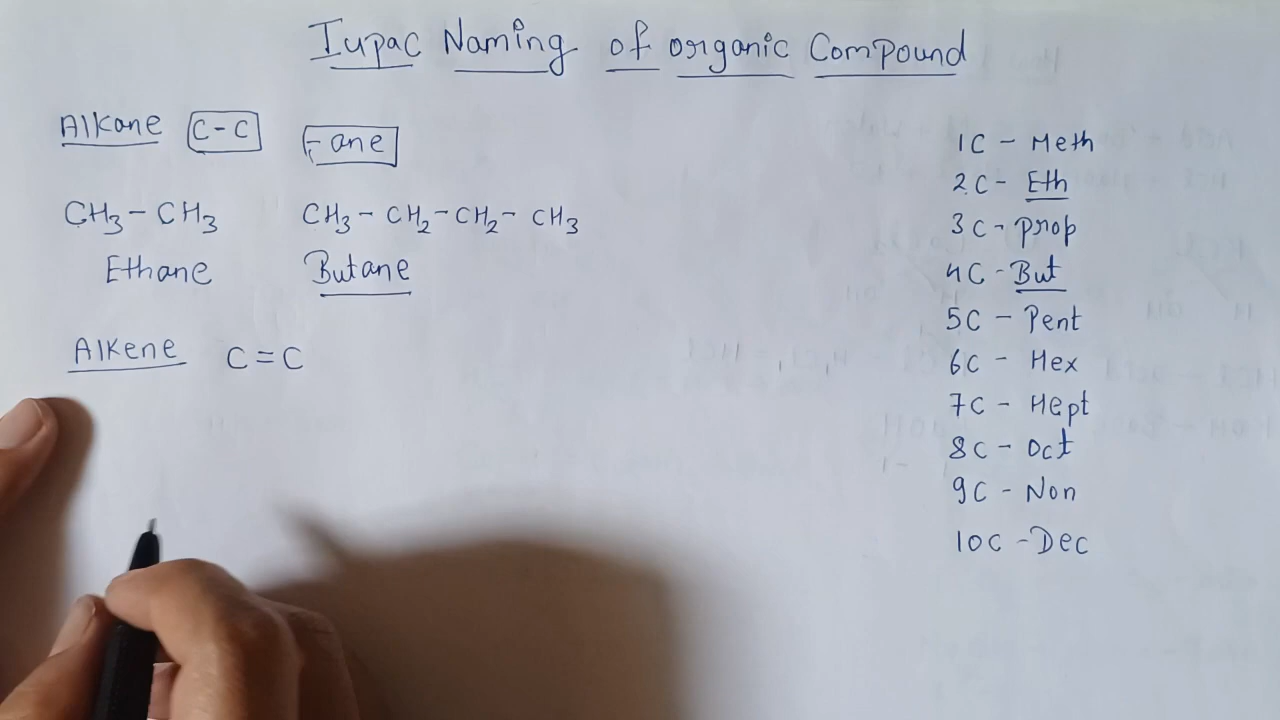 Iupac Naming of organic Compound
Alkane C-C -ane
CH3-CH3 CH3-CH2-CH2-CH3
Ethane Butane
Alkene C=C
1C - Meth
2C- Eth
3C- Prop
4C- But
5C - Pent
6C - Hex
7C - Hept
8C - Oct
9C - Non
10C -Dec